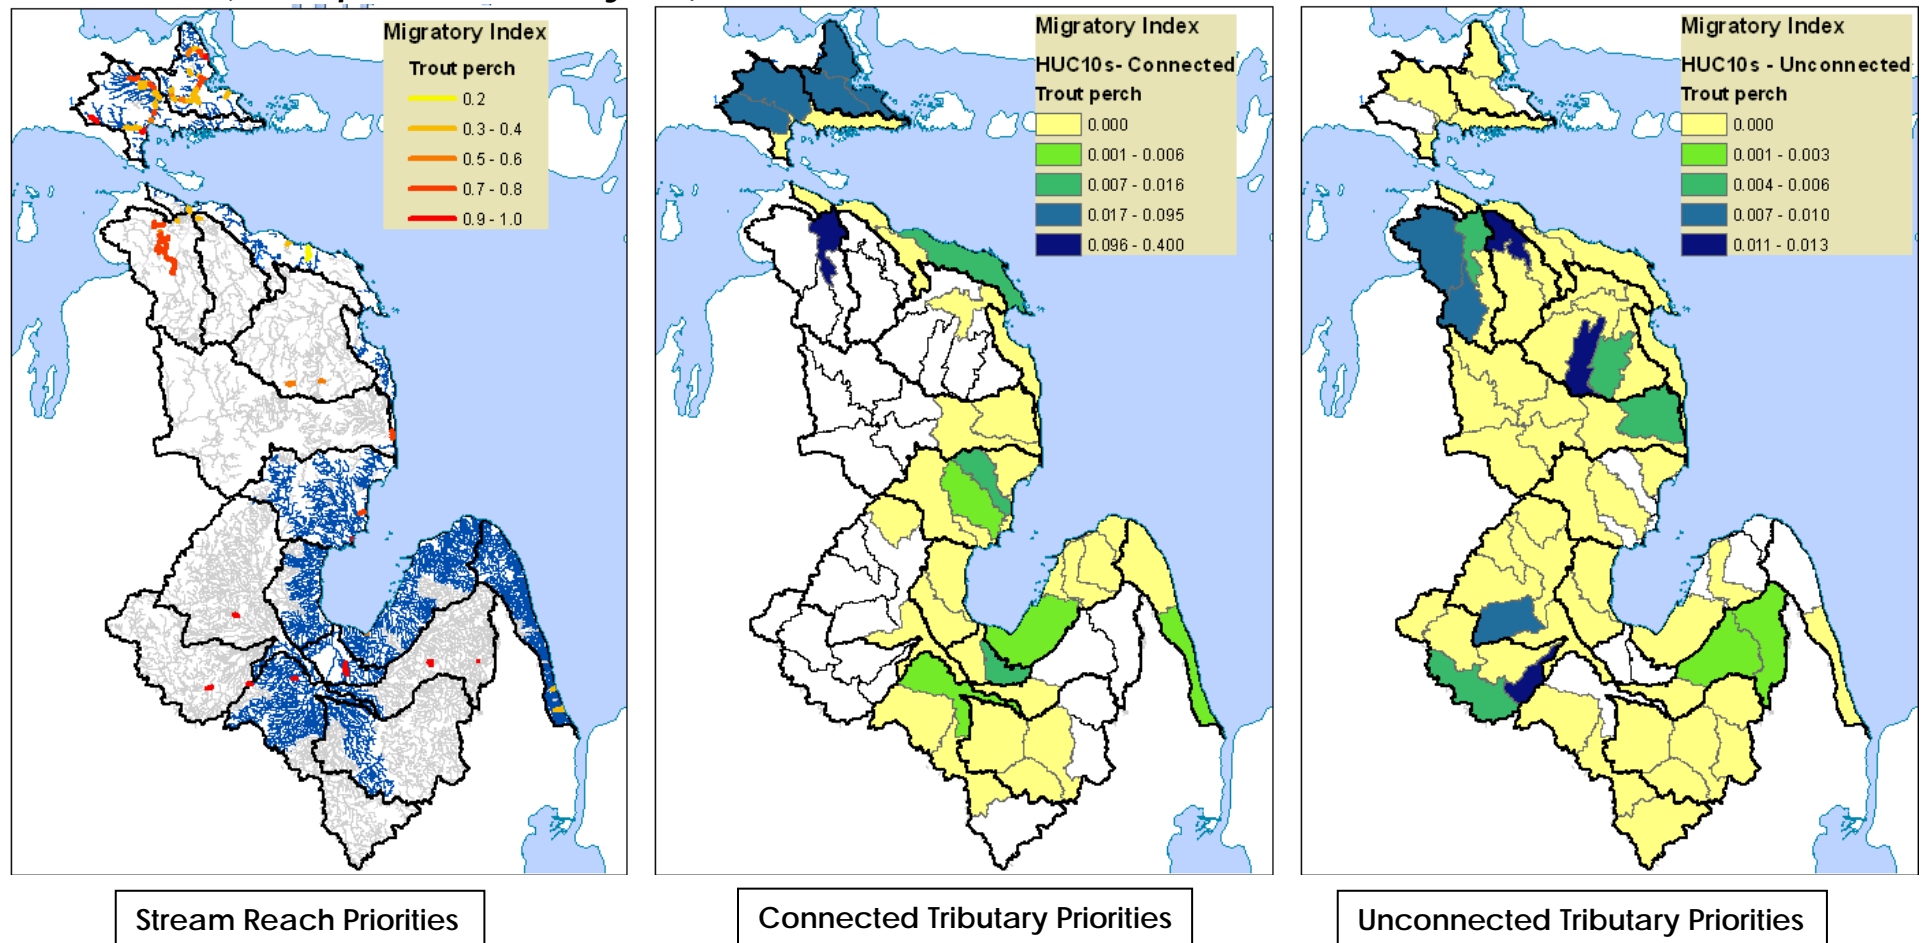 Migratory Index
Trout perch
0.2
0.3 - 0.4
0.5 - 0.6
0.7 - 0.8
0.9 - 1.0
Stream Reach Priorities
Migratory Index
HUC10s- Connected
Trout perch
0.000
0.001 - 0.006
0.007 - 0.016
0.017 - 0.095
0.096 - 0.400
Connected Tributary Priorities
Migratory Index
HUC10s - Unconnected
Trout perch
0.000
0.001 - 0.003
0.004 - 0.006
0.007 - 0.010
0.011 - 0.013
Unconnected Tributary Priorities